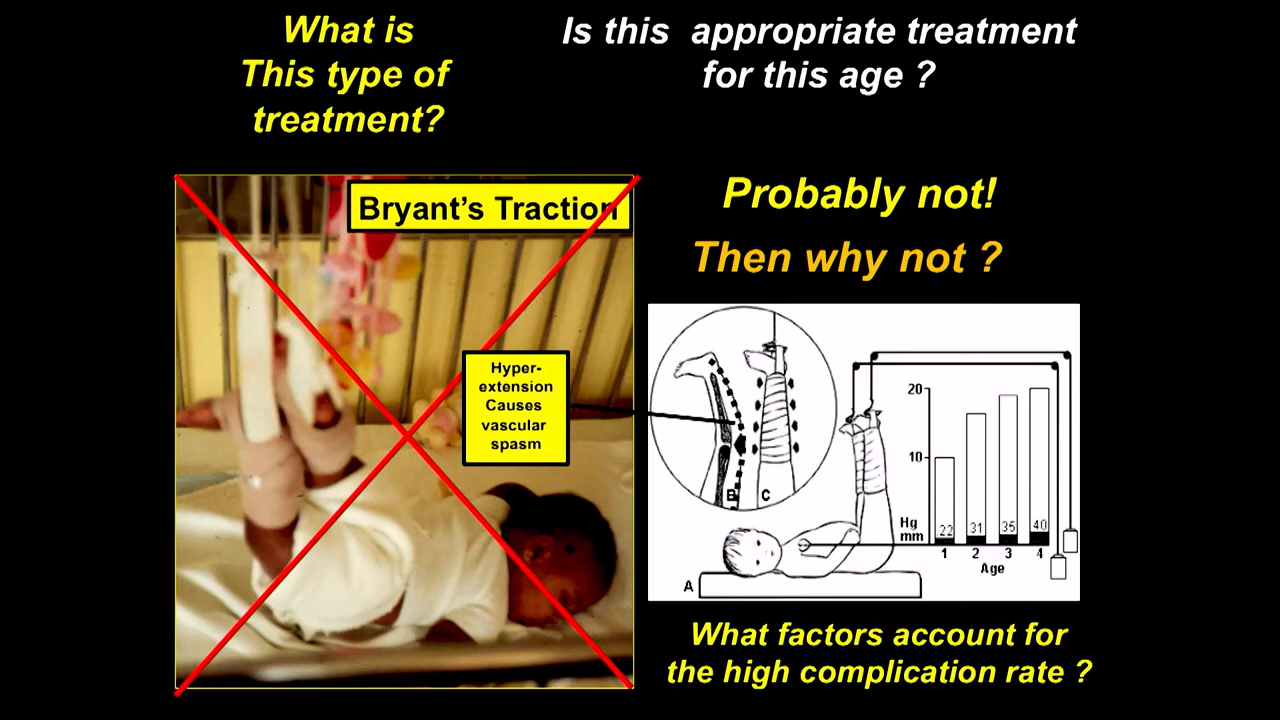 What is
This type of
treatment?
Is this appropriate treatment
for this age ?
Bryant's Traction
Probably not!
Then why not ?
Hyper-
extension
Causes
vascular
spasm
B C
20
10
Hg
mm
22 31 35 40
1 2 3 4
Age
A
What factors account for
the high complication rate ?